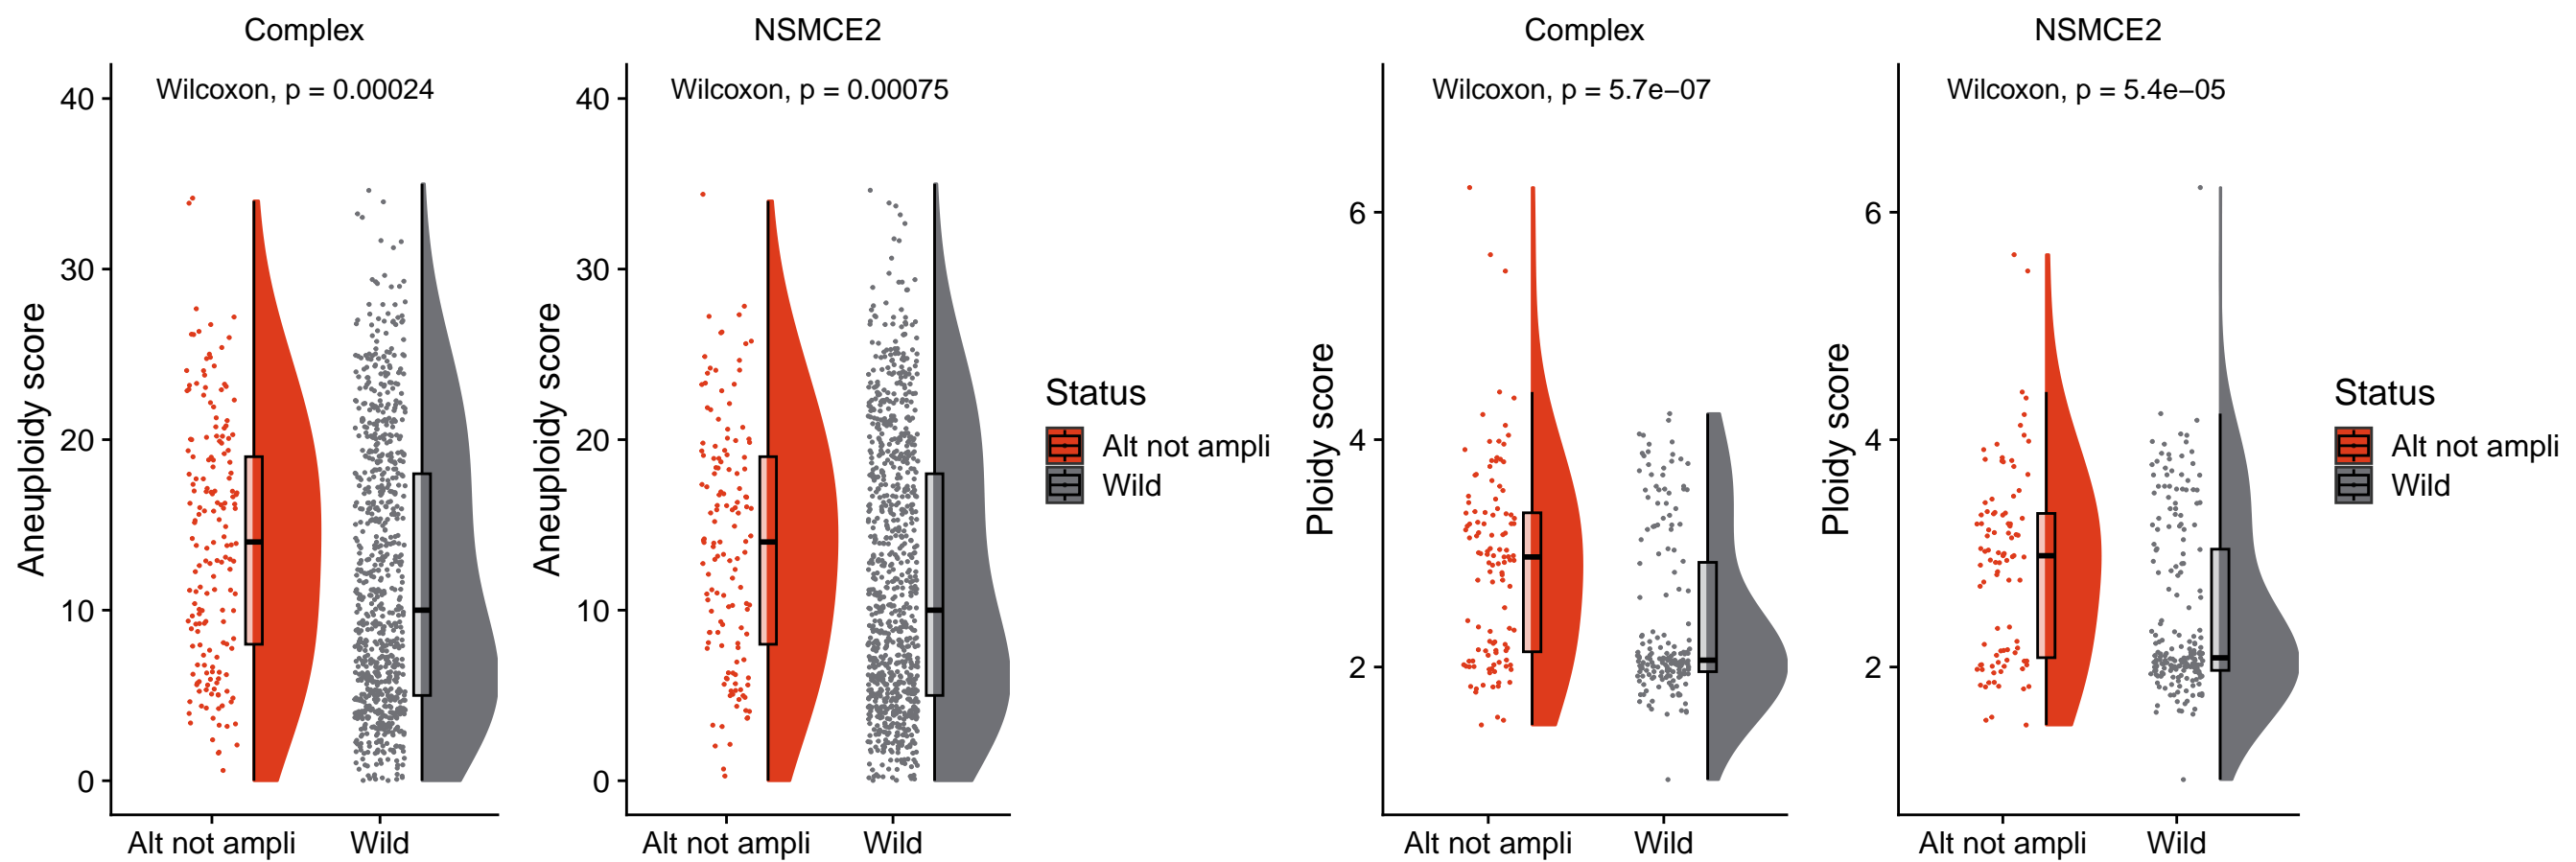 Complex
Wilcoxon, p = 0.00024
Aneuploidy score
40
30
20
10
0
Alt not ampli
Wild
NSMCE2
Wilcoxon, p = 0.00075
Aneuploidy score
40
30
20
10
0
Alt not ampli
Wild
Status
Alt not ampli
Wild
Complex
Wilcoxon, p = 5.7e−07
Ploidy score
6
4
2
Alt not ampli
Wild
NSMCE2
Wilcoxon, p = 5.4e−05
Ploidy score
6
4
2
Alt not ampli
Wild
Status
Alt not ampli
Wild